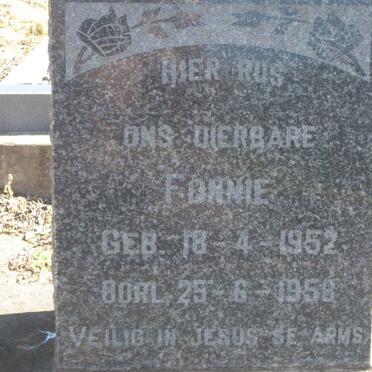 HIER RUS
ONS DIERBARE
FONNIE
GEB. 18-4-1952
OORL. 25-6-1958
VEILIG IN JESUS SE ARMS